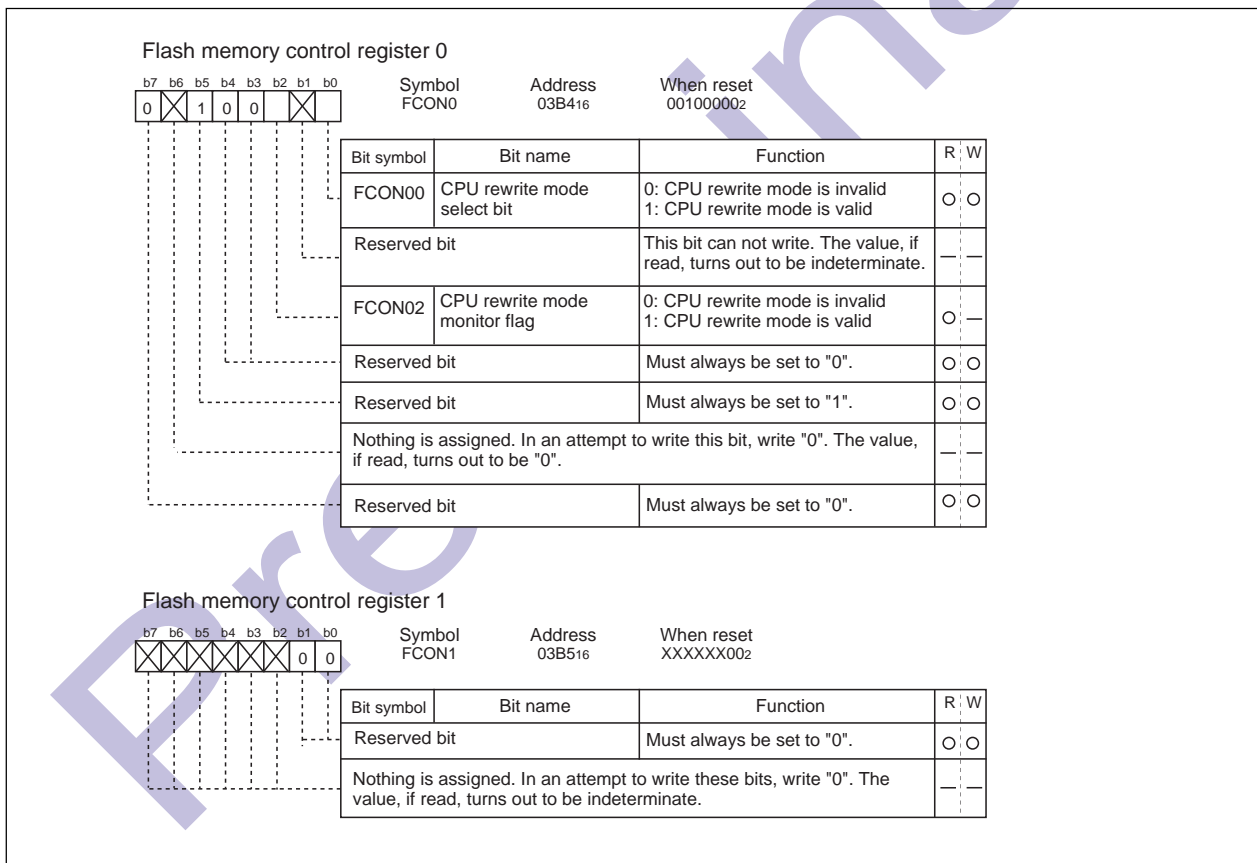 Flash memory control register 0
b7 b6 b5 b4 b3 b2 b1 b0
0 1 0 0
Symbol Address When reset
FCON0 03B416 001000002
Bit symbol Bit name Function R W
FCON00 CPU rewrite mode 0: CPU rewrite mode is invalid
select bit 1: CPU rewrite mode is valid
Reserved bit This bit can not write. The value, if
read, turns out to be indeterminate.
FCON02 CPU rewrite mode 0: CPU rewrite mode is invalid
monitor flag 1: CPU rewrite mode is valid
Reserved bit Must always be set to "0".
Reserved bit Must always be set to "1".
Nothing is assigned. In an attempt to write this bit, write "0". The value,
if read, turns out to be "0".
Reserved bit Must always be set to "0".
Flash memory control register 1
b7 b6 b5 b4 b3 b2 b1 b0
0 0
Symbol Address When reset
FCON1 03B516 XXXXXX002
Bit symbol Bit name Function R W
Reserved bit Must always be set to "0".
Nothing is assigned. In an attempt to write these bits, write "0". The
value, if read, turns out to be indeterminate.